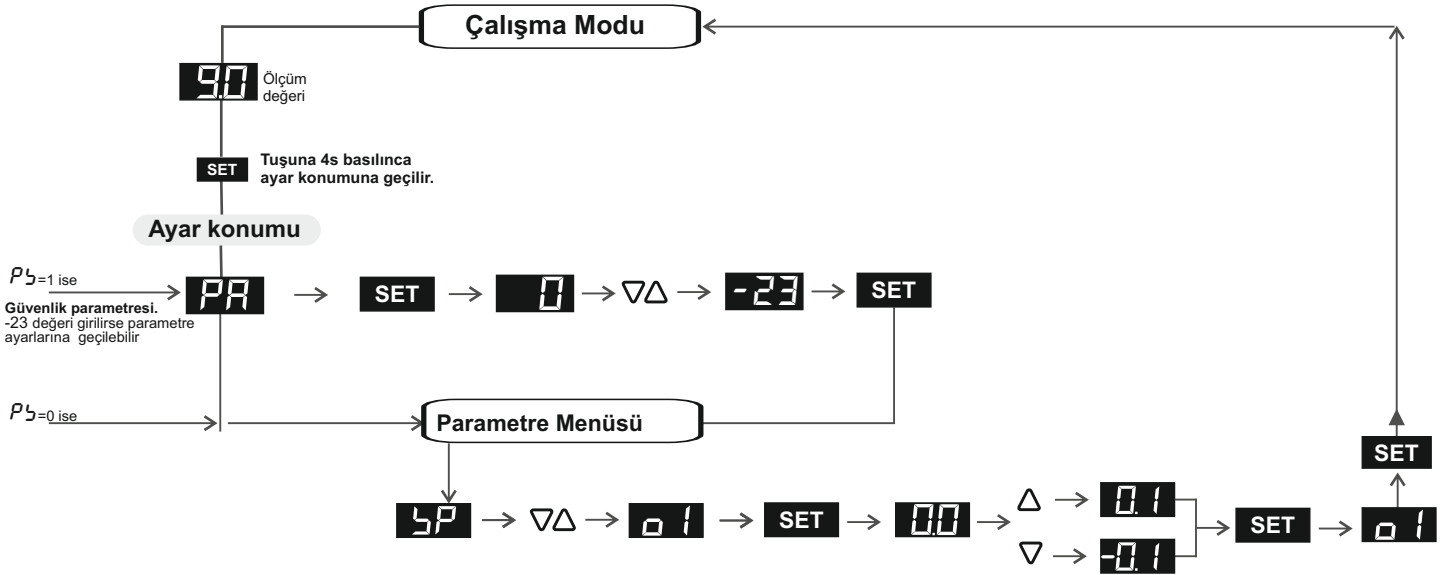 Çalışma Modu
9.0
Ölçüm
değeri
SET
Tuşuna 4s basılınca
ayar konumuna geçilir.
Ayar konumu
PS=1 ise
PA
SET
0
-23
SET
Güvenlik parametresi.
-23 değeri girilirse parametre
ayarlarına geçilebilir
PS=0 ise
Parametre Menüsü
SET
SP
o1
SET
0.0
0.1
-0.1
SET
o1